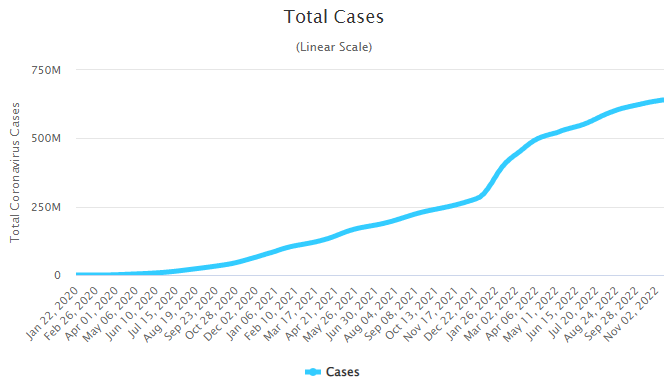 Total Cases
(Linear Scale)
Total Coronavirus Cases
750M
500M
250M
0
Jan 22, 2020
Feb 26, 2020
Apr 01, 2020
May 06, 2020
Jun 10, 2020
Jul 15, 2020
Aug 19, 2020
Sep 23, 2020
Oct 28, 2020
Dec 02, 2020
Jan 06, 2021
Feb 10, 2021
Mar 17, 2021
Apr 21, 2021
May 26, 2021
Jun 30, 2021
Aug 04, 2021
Sep 08, 2021
Oct 13, 2021
Nov 17, 2021
Dec 22, 2021
Jan 26, 2022
Mar 02, 2022
Apr 06, 2022
May 11, 2022
Jun 15, 2022
Jul 20, 2022
Aug 24, 2022
Sep 28, 2022
Nov 02, 2022
Cases